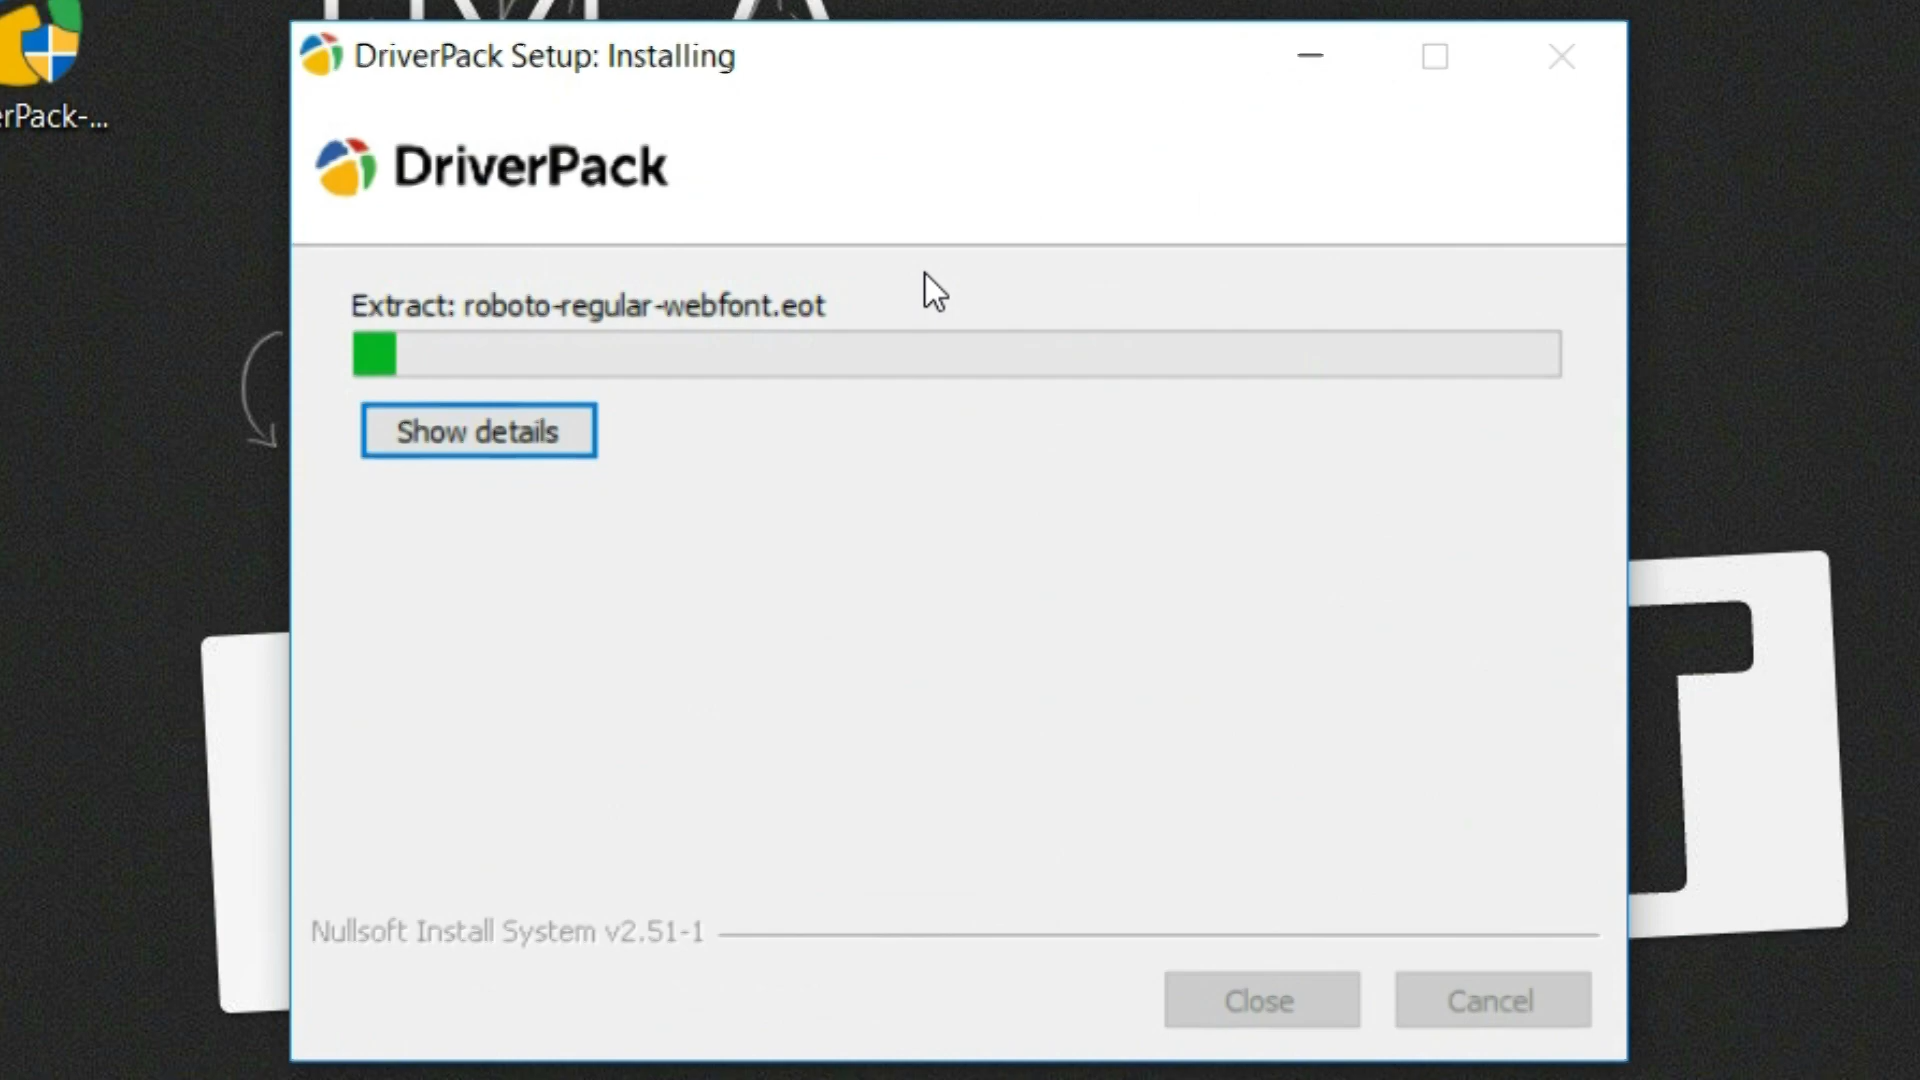 erPack-...
DriverPack Setup: Installing
DriverPack
Extract: roboto-regular-webfont.eot
Show details
Nullsoft Install System v2.51-1
Close
Cancel